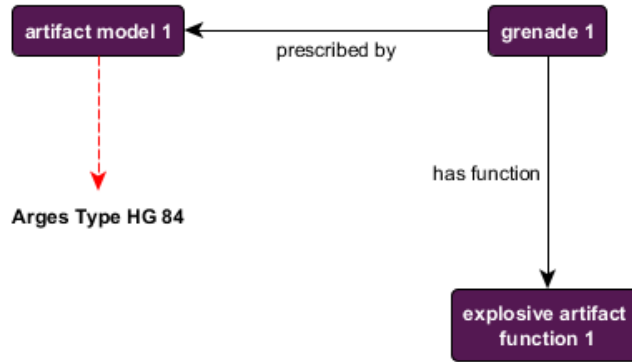 artifact model 1
grenade 1
prescribed by
has function
Arges Type HG 84
explosive artifact
function 1